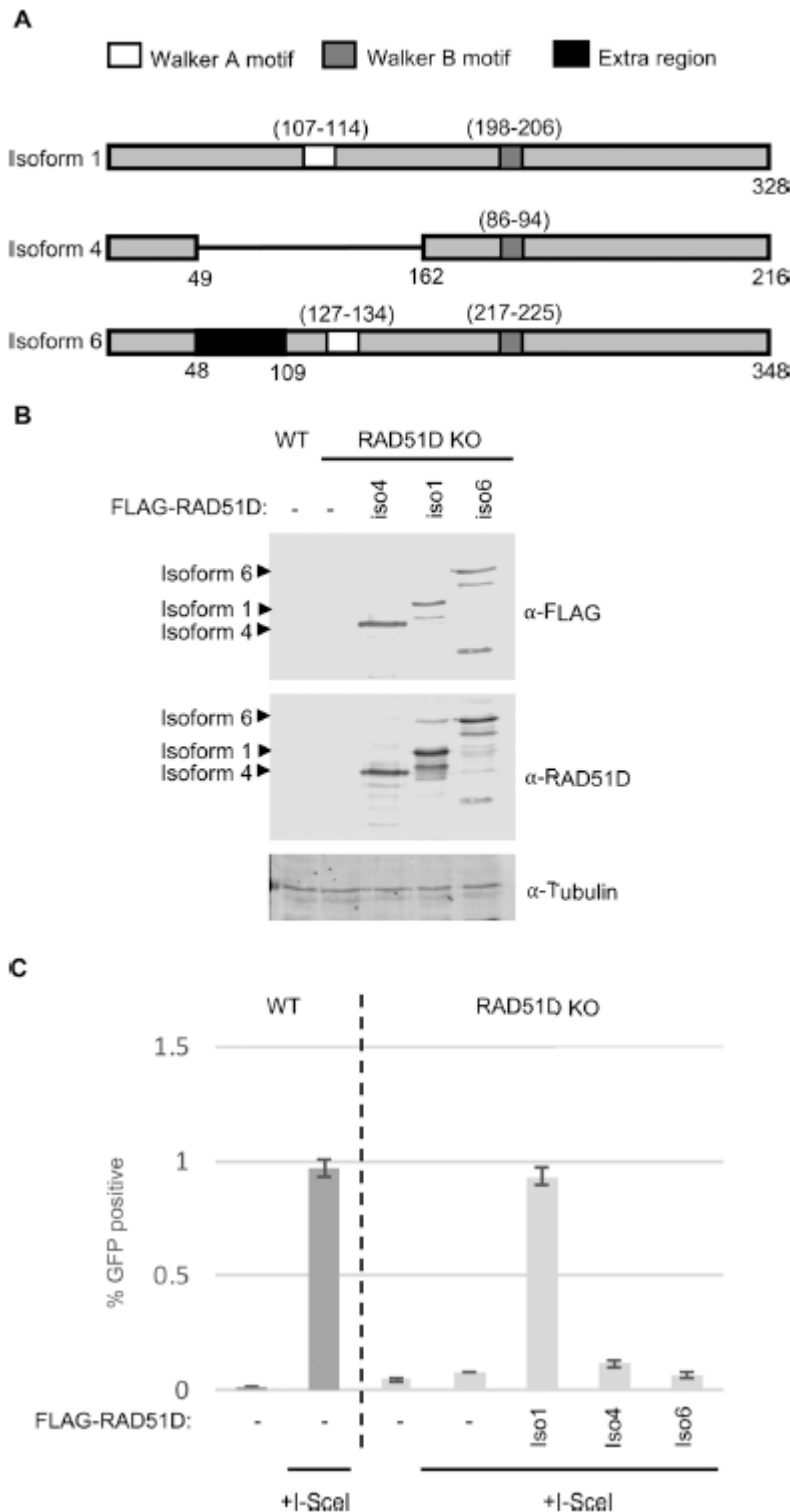 A
Walker A motif Walker B motif Extra region
(107-114) (198-206)
Isoform 1
328
(86-94)
Isoform 4
49 162 216
(127-134) (217-225)
Isoform 6
48 109 348
B
WT RAD51D KO
FLAG-RAD51D: - - iso4 iso1 iso6
Isoform 6
Isoform 1
Isoform 4
α-FLAG
Isoform 6
Isoform 1
Isoform 4
α-RAD51D
α-Tubulin
C
WT RAD51D KO
1.5
1
0.5
0
% GFP positive
FLAG-RAD51D: - - - - Iso1 Iso4 Iso6
+I-SceI +I-SceI